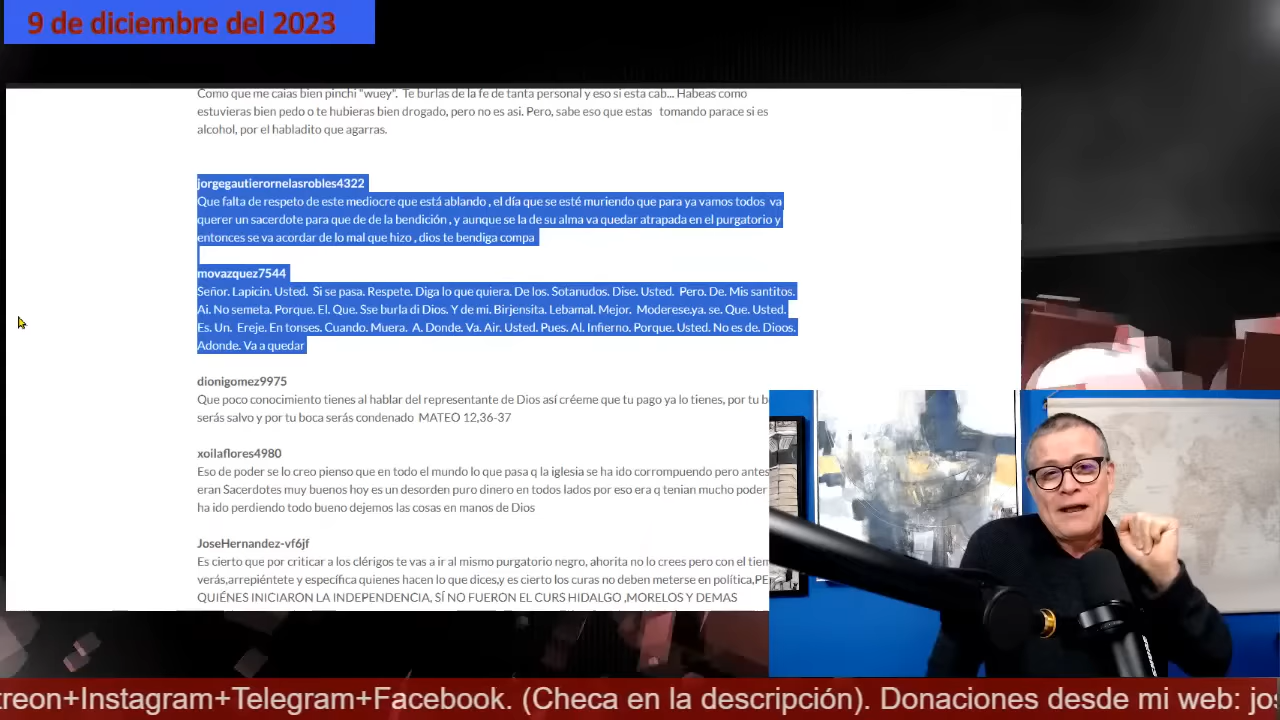 9 de diciembre del 2023
Como que me caias bien pinchi "wuey". Te burlas de la fe de tanta personal y eso si esta cab... Habeas como
estuvieras bien pedo o te hubieras bien drogado, pero no es asi. Pero, sabe eso que estas tomando parace si es
alcohol, por el habladito que agarras.
jorgegautierornelasrobles4322
Que falta de respeto de este mediocre que está ablando , el día que se esté muriendo que para ya vamos todos va
querer un sacerdote para que de de la bendición , y aunque se la de su alma va quedar atrapada en el purgatorio y
entonces se va acordar de lo mal que hizo , dios te bendiga compa
movazquez7544
Señor. Lapicin. Usted. Si se pasa. Respete. Diga lo que quiera. De los. Sotanudos. Dise. Usted. Pero. De. Mis santitos.
Ai. No semeta. Porque. El. Que. Sse burla di Dios. Y de mi. Birjensita. Lebamal. Mejor. Moderese.ya. se. Que. Usted.
Es. Un. Ereje. En tonses. Cuando. Muera. A. Donde. Va. Air. Usted. Pues. Al. Infierno. Porque. Usted. No es de. Dioos.
Adonde. Va a quedar
dionigomez9975
Que poco conocimiento tienes al hablar del representante de Dios así créeme que tu pago ya lo tienes, por tu b
serás salvo y por tu boca serás condenado MATEO 12,36-37
xoilaflores4980
Eso de poder se lo creo pienso que en todo el mundo lo que pasa q la iglesia se ha ido corrompuendo pero antes
eran Sacerdotes muy buenos hoy es un desorden puro dinero en todos lados por eso era q tenian mucho poder
ha ido perdiendo todo bueno dejemos las cosas en manos de Dios
JoseHernandez-vf6jf
Es cierto que por criticar a los clérigos te vas a ir al mismo purgatorio negro, ahorita no lo crees pero con el tiem
verás,arrepiéntete y específica quienes hacen lo que dices,y es cierto los curas no deben meterse en política,PE
QUIÉNES INICIARON LA INDEPENDENCIA, SÍ NO FUERON EL CURS HIDALGO ,MORELOS Y DEMAS
treon+Instagram+Telegram+Facebook. (Checa en la descripción). Donaciones desde mi web: jos